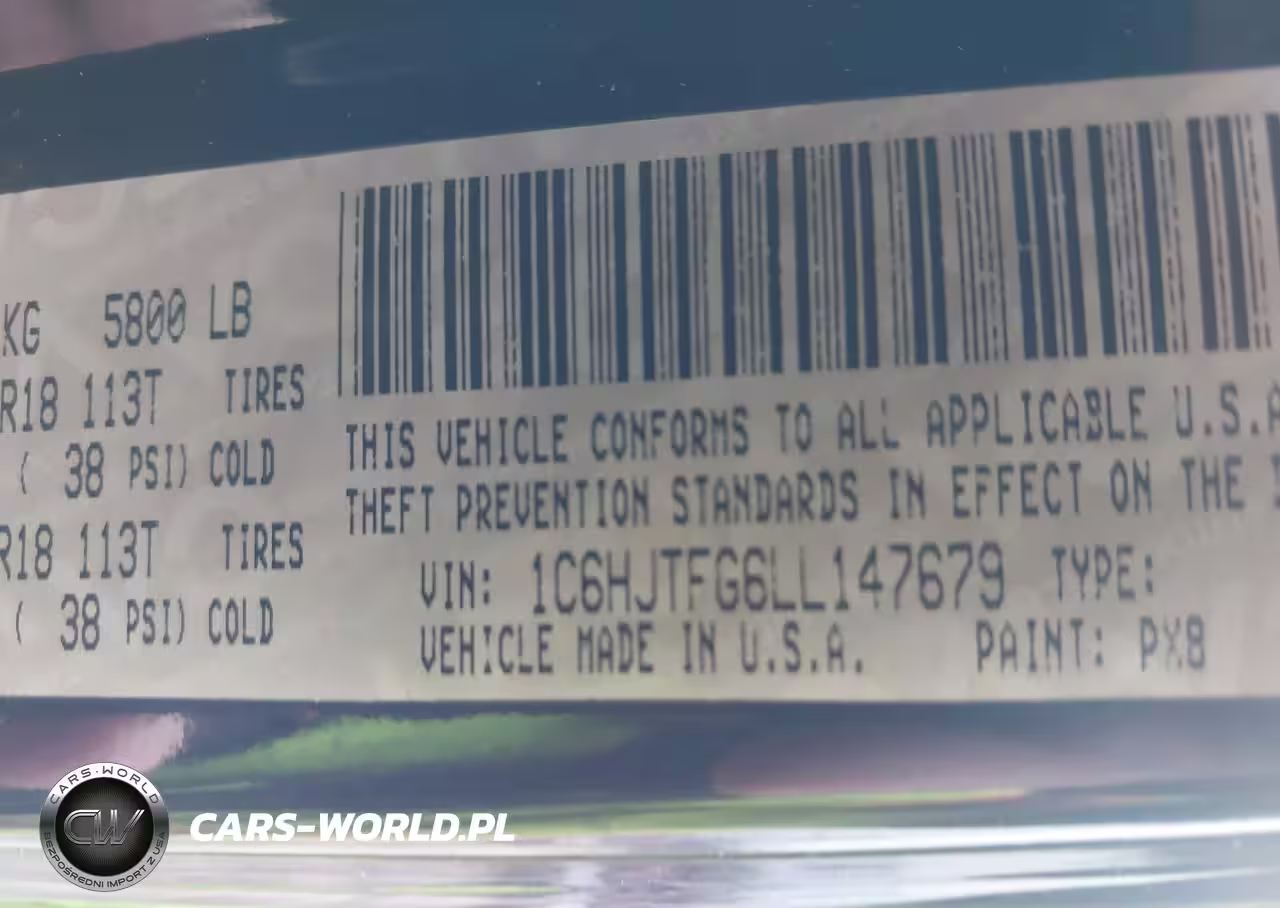 KG 5800 LB
R18 113T TIRES
( 38 PSI) COLD
R18 113T TIRES
( 38 PSI) COLD
THIS VEHICLE CONFORMS TO ALL APPLICABLE U.S.A
THEFT PREVENTION STANDARDS IN EFFECT ON THE
VIN: 1C6HJTFG6LL147679 TYPE:
VEHICLE MADE IN U.S.A. PAINT: PX8
CARS-WORLD
CW
BEZPOŚREDNI IMPORT Z USA
CARS-WORLD.PL